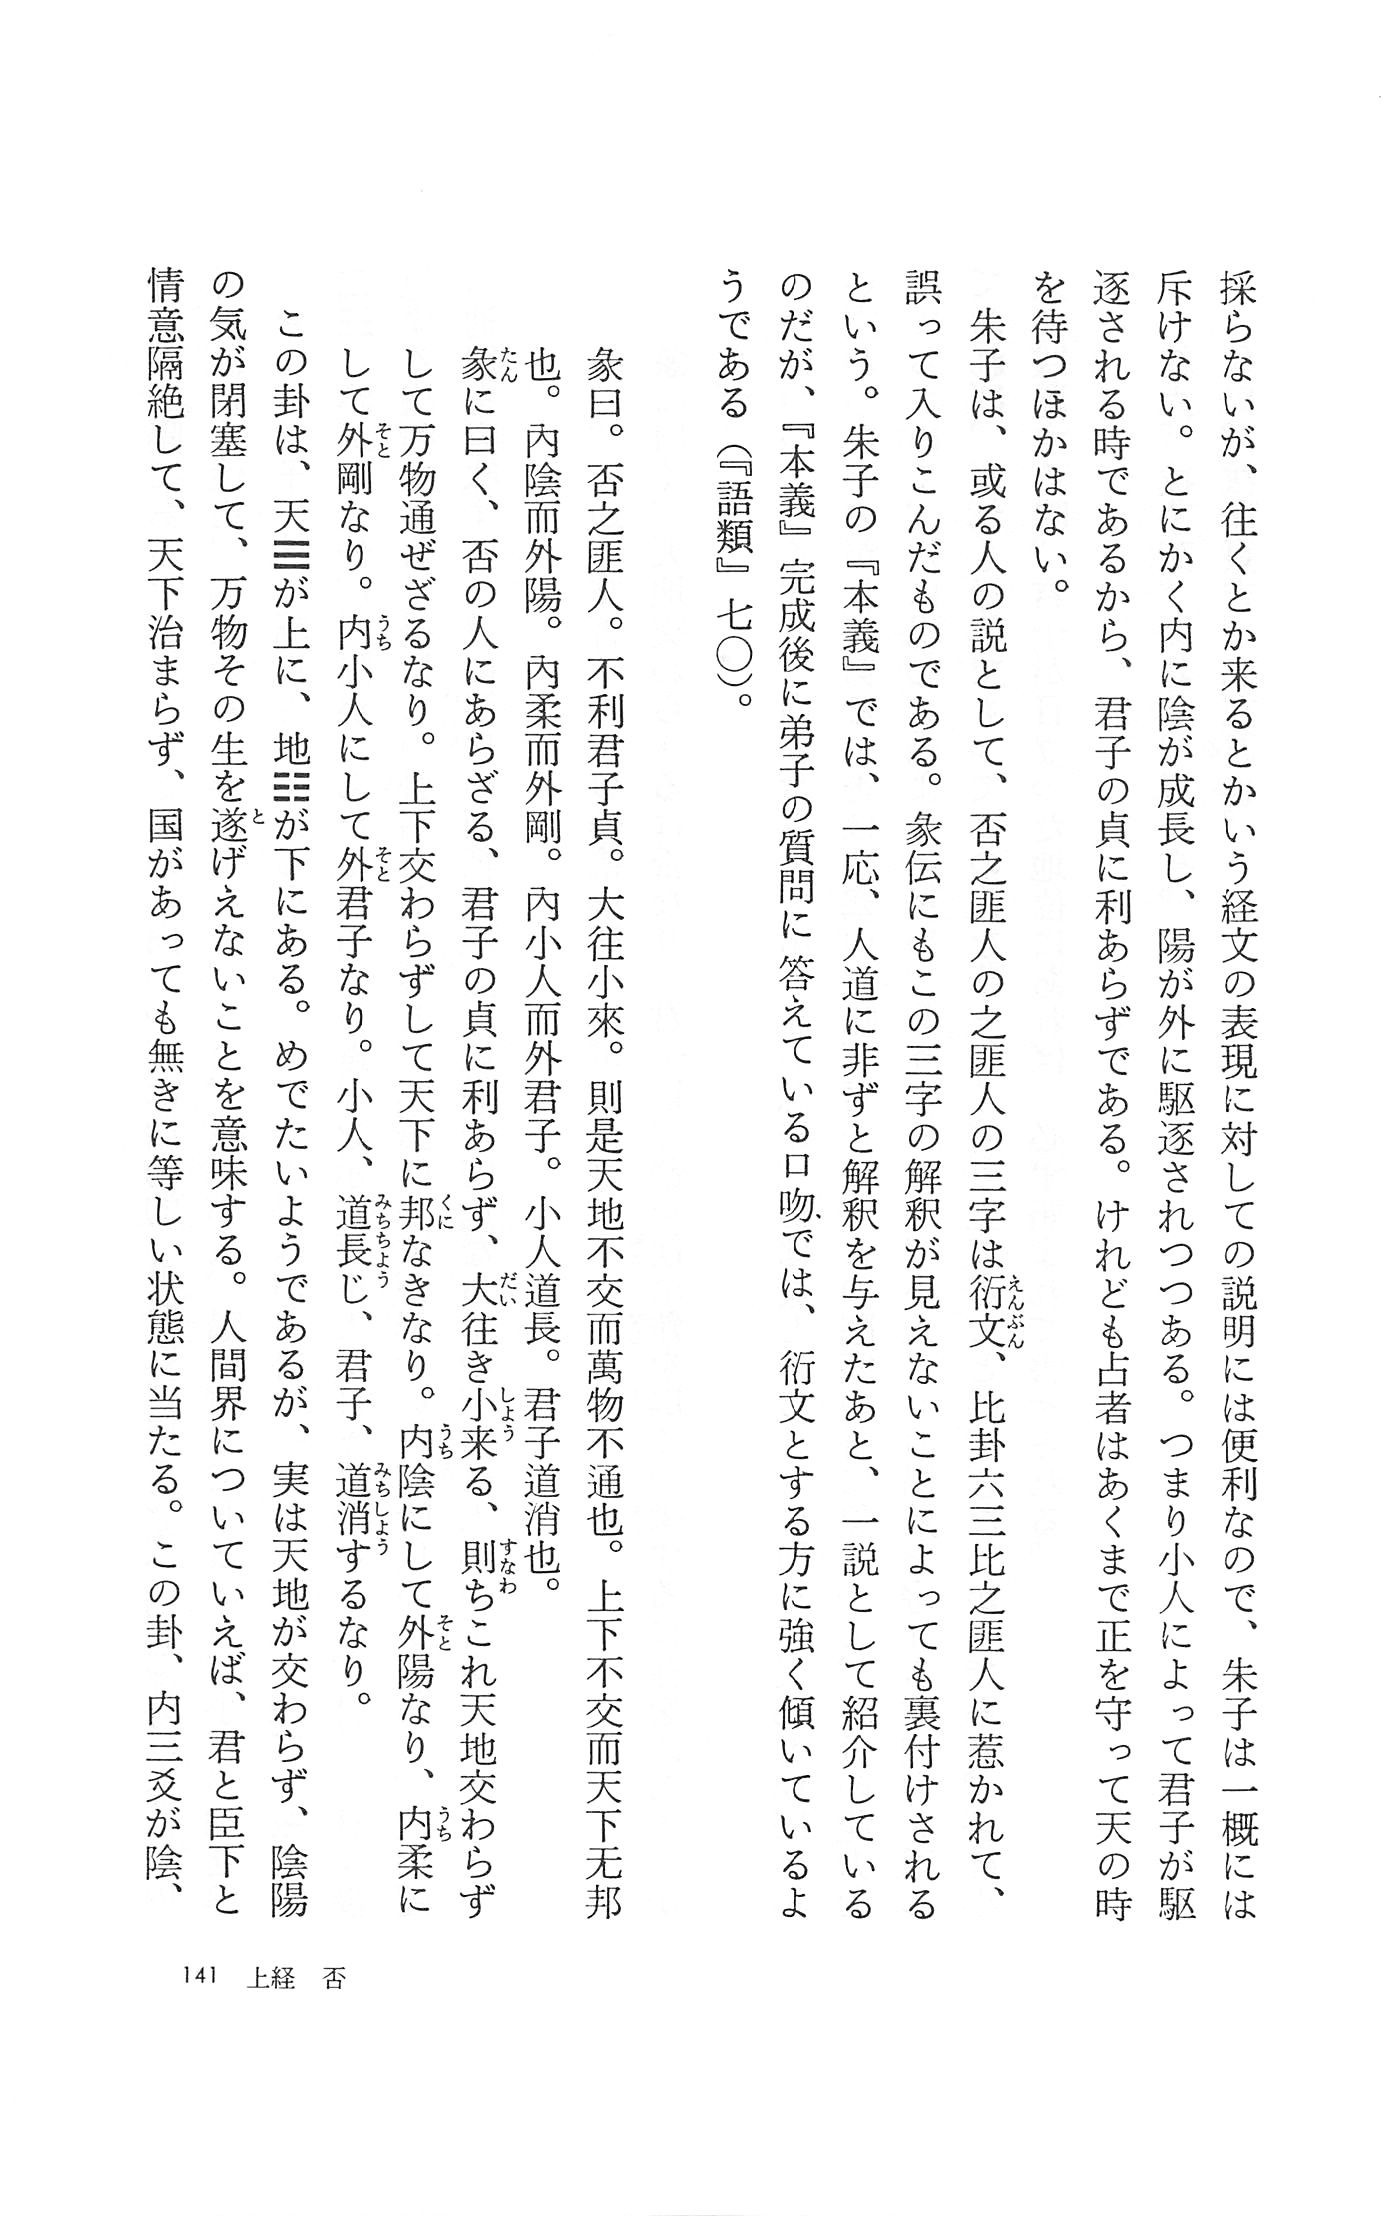 採らないが、往くとか来るとかいう経文の表現に対しての説明には便利なので、朱子は一概には
斥けない。とにかく内に陰が成長し、陽が外に駆逐されつつある。つまり小人によって君子が駆
逐される時であるから、君子の貞に利あらずである。けれども占者はあくまで正を守って天の時
を待つほかはない。
朱子は、或る人の説として、否之匪人の之匪人の三字は衍文、比卦六三比之匪人に惹かれて、
誤って入りこんだものである。彖伝にもこの三字の解釈が見えないことによっても裏付けされる
という。朱子の『本義』では、一応、人道に非ずと解釈を与えたあと、一説として紹介している
のだが、『本義』完成後に弟子の質問に答えている口吻では、衍文とする方に強く傾いているよ
うである（『語類』七〇）。
彖曰。否之匪人。不利君子貞。大往小來。則是天地不交而萬物不通也。上下不交而天下无邦
也。內陰而外陽。內柔而外剛。內小人而外君子。小人道長。君子道消也。
彖に曰く、否の人にあらざる、君子の貞に利あらず、大往き小来る、則ちこれ天地交わらず
して万物通ぜざるなり。上下交わらずして天下に邦なきなり。内陰にして外陽なり、内柔に
して外剛なり。内小人にして外君子なり。小人、道長じ、君子、道消するなり。
この卦は、天☰が上に、地☷が下にある。めでたいようであるが、実は天地が交わらず、陰陽
の気が閉塞して、万物その生を遂げえないことを意味する。人間界についていえば、君と臣下と
情意隔絶して、天下治まらず、国があっても無きに等しい状態に当たる。この卦、内三爻が陰、
141 上経 否